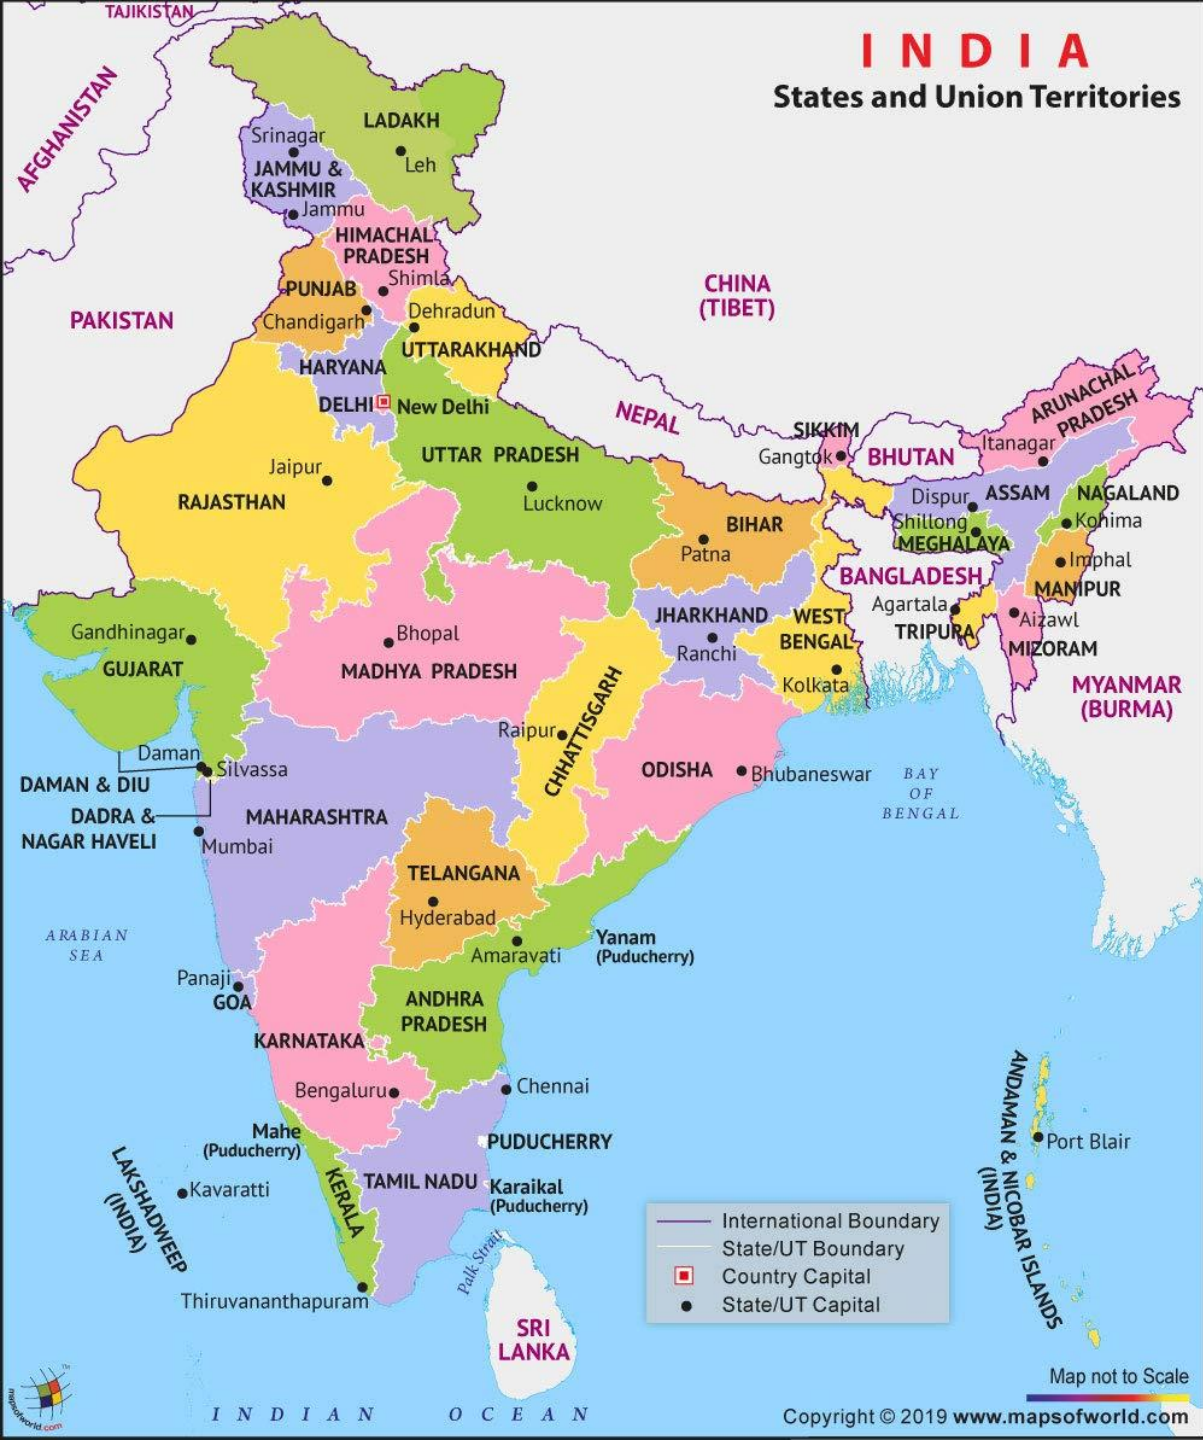 TAJIKISTAN
INDIA
States and Union Territories
AFGHANISTAN
LADAKH
Srinagar
Leh
JAMMU &
KASHMIR
Jammu
HIMACHAL
PRADESH
Shimla
CHINA
(TIBET)
PUNJAB
PAKISTAN
Chandigarh
Dehradun
UTTARAKHAND
HARYANA
DELHI
New Delhi
NEPAL
ARUNACHAL
PRADESH
SIKKIM
Gangtok
BHUTAN
Itanagar
UTTAR PRADESH
Jaipur
RAJASTHAN
Lucknow
BIHAR
Patna
Dispur
ASSAM
NAGALAND
Shillong
Kohima
MEGHALAYA
Imphal
BANGLADESH
MANIPUR
Agartala
Aizawl
TRIPURA
MIZORAM
JHARKHAND
WEST
BENGAL
Ranchi
Kolkata
MYANMAR
(BURMA)
Gandhinagar
GUJARAT
Bhopal
MADHYA PRADESH
Raipur
CHHATTISGARH
Daman
Silvassa
DAMAN & DIU
DADRA &
NAGAR HAVELI
ODISHA
Bhubaneswar
BAY
OF
BENGAL
MAHARASHTRA
Mumbai
TELANGANA
Hyderabad
ARABIAN
SEA
Yanam
(Puducherry)
Amaravati
Panaji
GOA
ANDHRA
PRADESH
KARNATAKA
Bengaluru
Chennai
Mahe
(Puducherry)
PUDUCHERRY
TAMIL NADU
KERALA
Karaikal
(Puducherry)
LAKSHADWEEP
(INDIA)
Kavaratti
Thiruvananthapuram
Palk Strait
SRI
LANKA
ANDAMAN & NICOBAR ISLANDS
(INDIA)
Port Blair
International Boundary
State/UT Boundary
Country Capital
State/UT Capital
INDIAN OCEAN
Map not to Scale
Copyright © 2019 www.mapsofworld.com
mapsofworld.com
TM